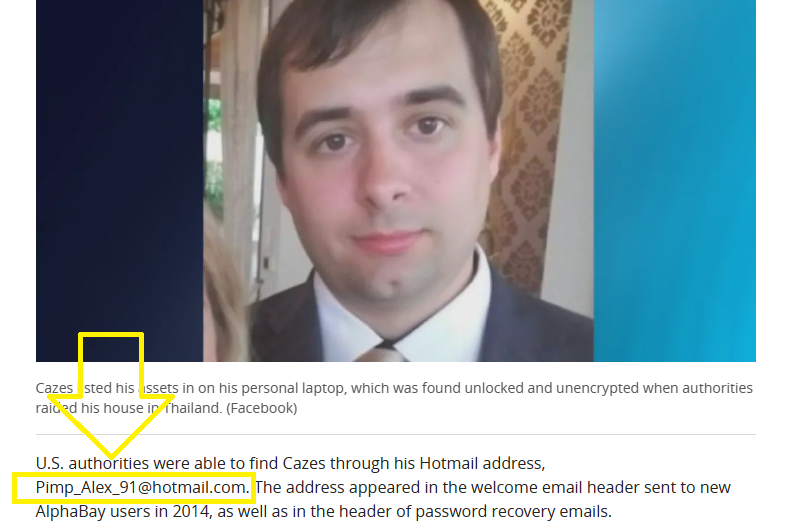 Cazes listed his assets in on his personal laptop, which was found unlocked and unencrypted when authorities
raided his house in Thailand. (Facebook)
U.S. authorities were able to find Cazes through his Hotmail address,
Pimp_Alex_91@hotmail.com. The address appeared in the welcome email header sent to new
AlphaBay users in 2014, as well as in the header of password recovery emails.